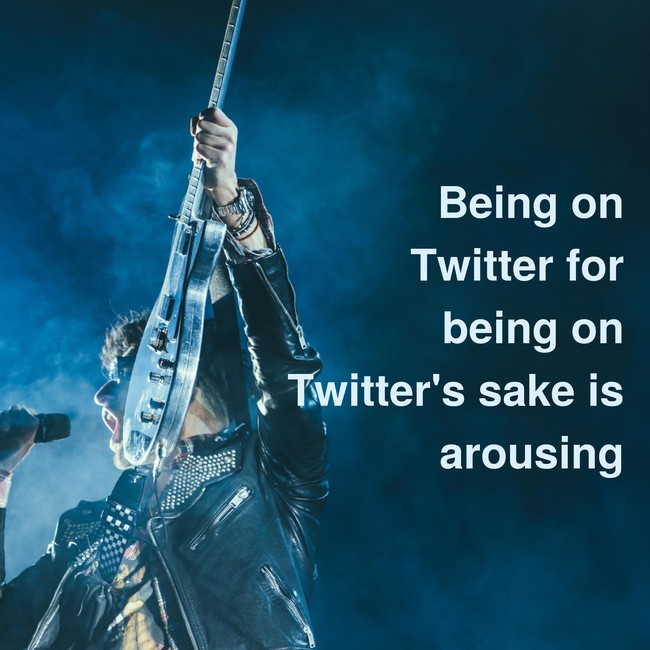 Being on
Twitter for
being on
Twitter's sake is
arousing